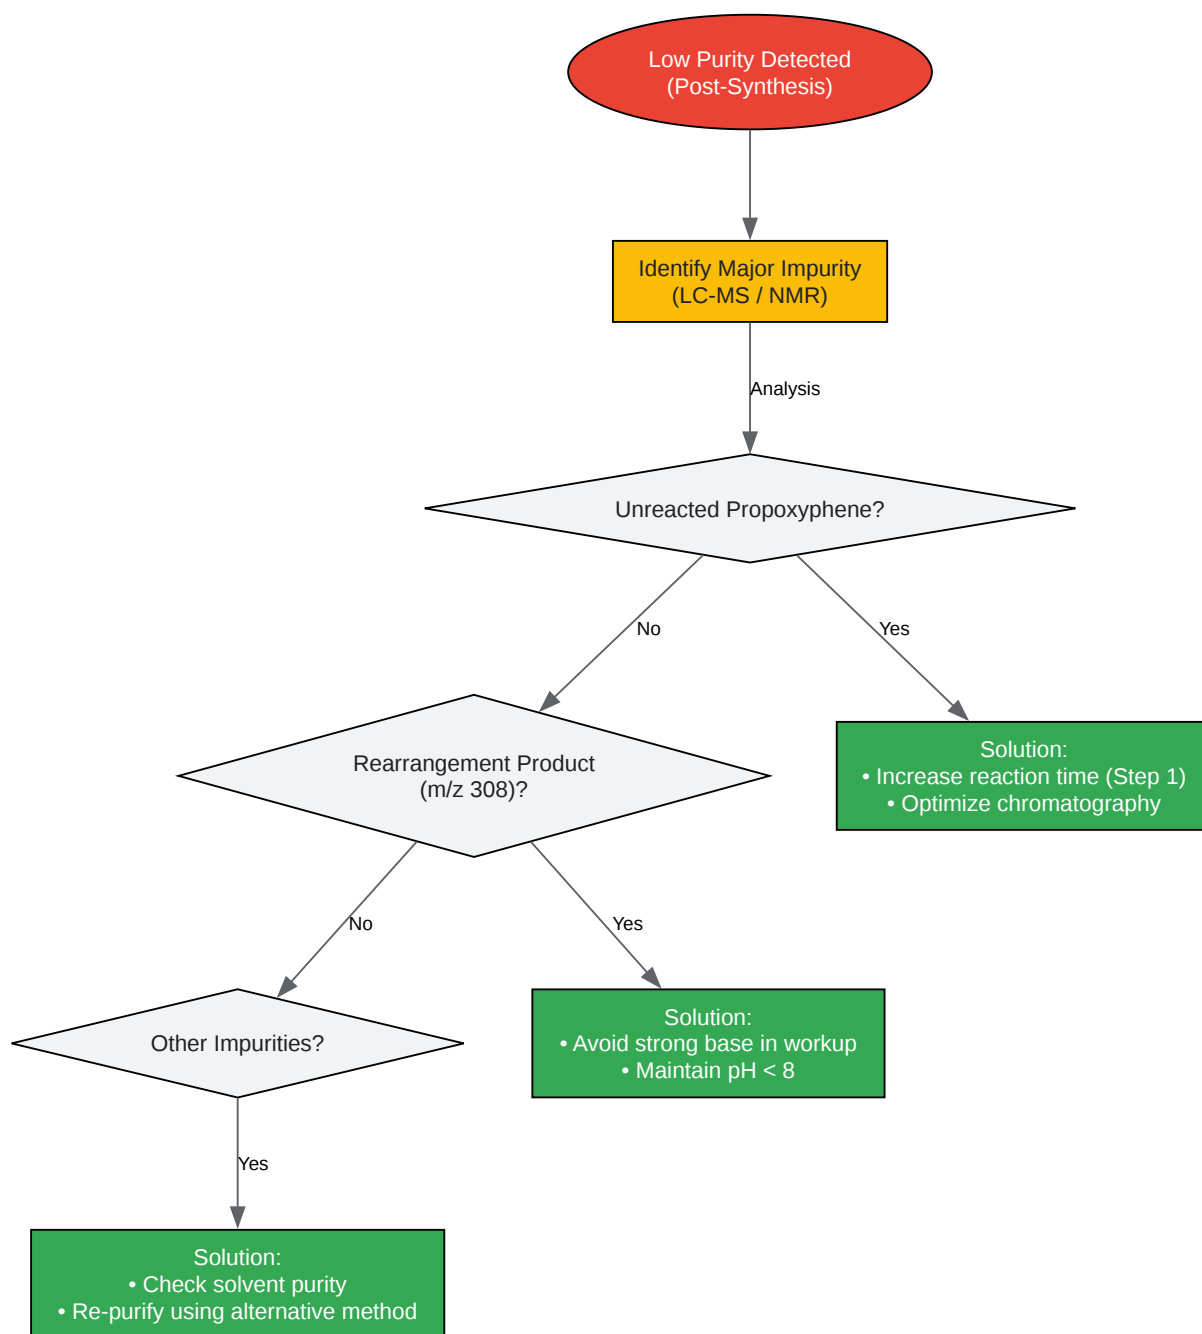 Low Purity Detected
(Post-Synthesis)
Identify Major Impurity
(LC-MS / NMR)
Analysis
Unreacted Propoxyphene?
No
Yes
Rearrangement Product
(m/z 308)?
Solution:
• Increase reaction time (Step 1)
• Optimize chromatography
No
Yes
Other Impurities?
Solution:
• Avoid strong base in workup
• Maintain pH < 8
Yes
Solution:
• Check solvent purity
• Re-purify using alternative method